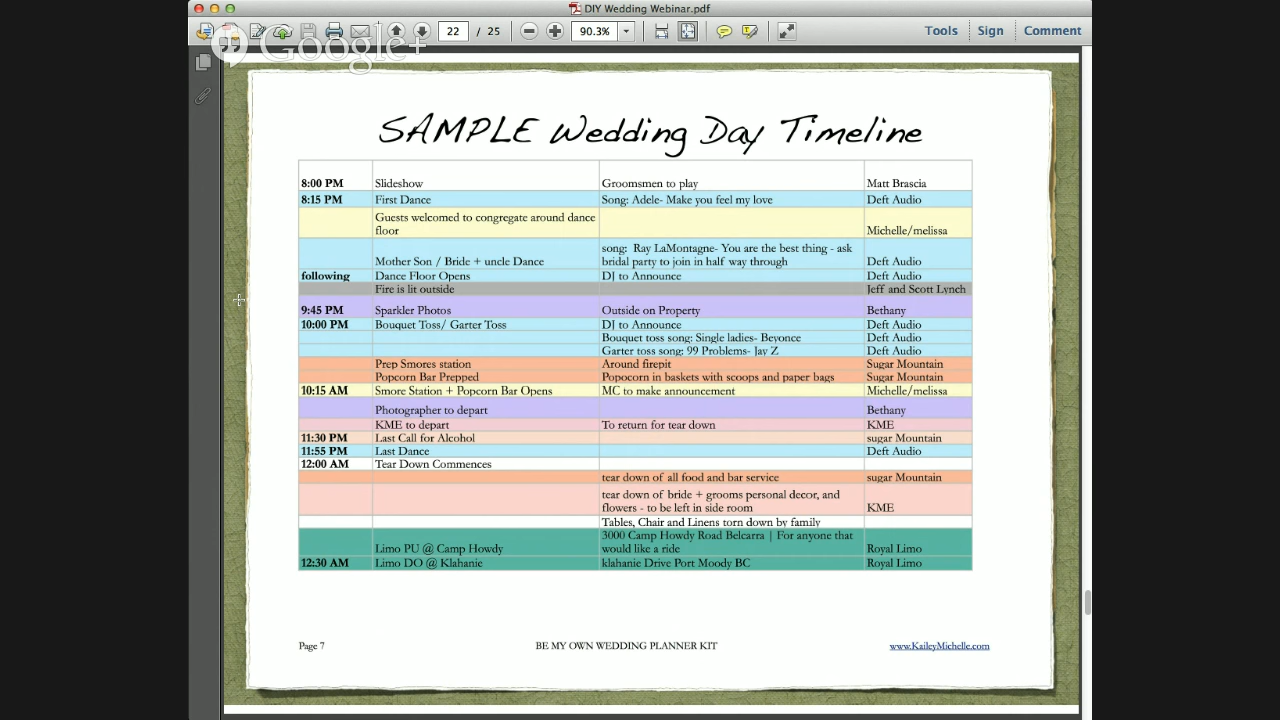 DIY Wedding Webinar.pdf
22 / 25 90.3% Tools Sign Comment
Google+
SAMPLE Wedding Day Timeline
8:00 PM Slideshow Groomsmen to play Matt Brascia
8:15 PM First Dance Song: Adele- Make you feel my love Deft Audio
Guests welcomed to congregate around dance
floor Michelle/melissa
song: Ray LaMontagne- You are the best thing - ask
Mother Son / Bride + uncle Dance bridal party to join in half way through Deft Audio
following Dance Floor Opens DJ to Announce Deft Audio
Fire is lit outside Jeff and Scott Lynch
9:45 PM Sparkler Photos Outside on Property Bethany
10:00 PM Bouquet Toss/ Garter Toss DJ to Announce Deft Audio
Bouquet toss song: Single ladies- Beyonce Deft Audio
Garter toss song: 99 Problems- Jay Z Deft Audio
Prep Smores station Around firepit Sugar Mountain
Popcorn Bar Prepped Popocorn in baskets with scoops and paper bags Sugar Mountain
10:15 AM Smore Station + Popcorn Bar Opens MC to make announcement Michelle/melissa
Photographer to depart Bethany
KME to depart To return for tear down KME
11:30 PM Last Call for Alcohol sugar Mountain
11:55 PM Last Dance Deft Audio
12:00 AM Tear Down Commences
tear down of all food and bar service sugar Mountain
tear down of bride + grooms personal decor, and
flowers - to be left in side room KME
Tables, Chair and Linens torn down by family
3000 Camp Howdy Road Belcarra | For anyone that
Limo PU @ Camp Howdy would like a ride Royal Limo
12:30 AM Limo DO @ Klahanie klahanie Drive Port Moody BC Royal Limo
Page 7 BE MY OWN WEDDING PLANNER KIT www.KaileyMichelle.com